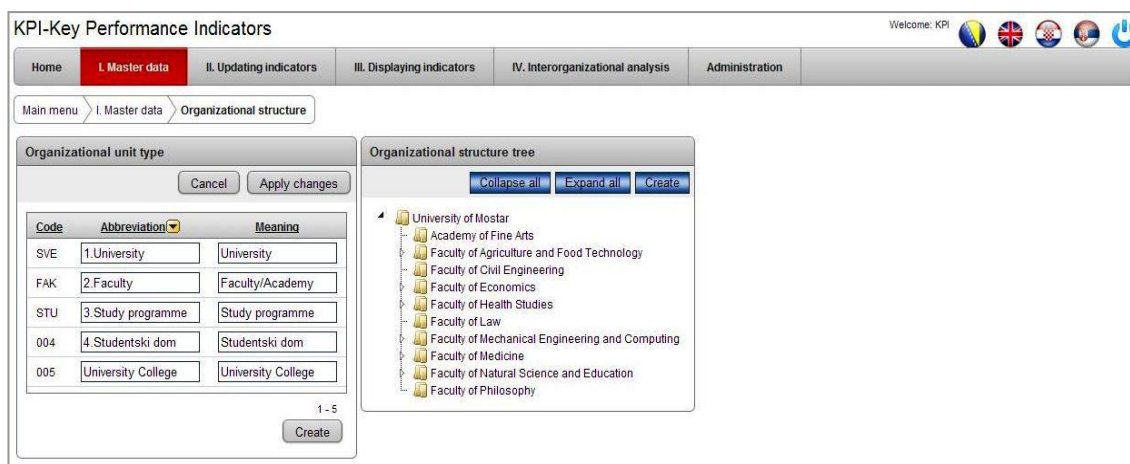 KPI-Key Performance Indicators
Welcome: KPI
Home I. Master data II. Updating indicators III. Displaying indicators IV. Interorganizational analysis Administration
Main menu I. Master data Organizational structure
Organizational unit type
Cancel Apply changes
Code Abbreviation Meaning
SVE 1.University University
FAK 2.Faculty Faculty/Academy
STU 3.Study programme Study programme
004 4.Studentski dom Studentski dom
005 University College University College
1 - 5
Create
Organizational structure tree
Collapse all Expand all Create
University of Mostar
Academy of Fine Arts
Faculty of Agriculture and Food Technology
Faculty of Civil Engineering
Faculty of Economics
Faculty of Health Studies
Faculty of Law
Faculty of Mechanical Engineering and Computing
Faculty of Medicine
Faculty of Natural Science and Education
Faculty of Philosophy